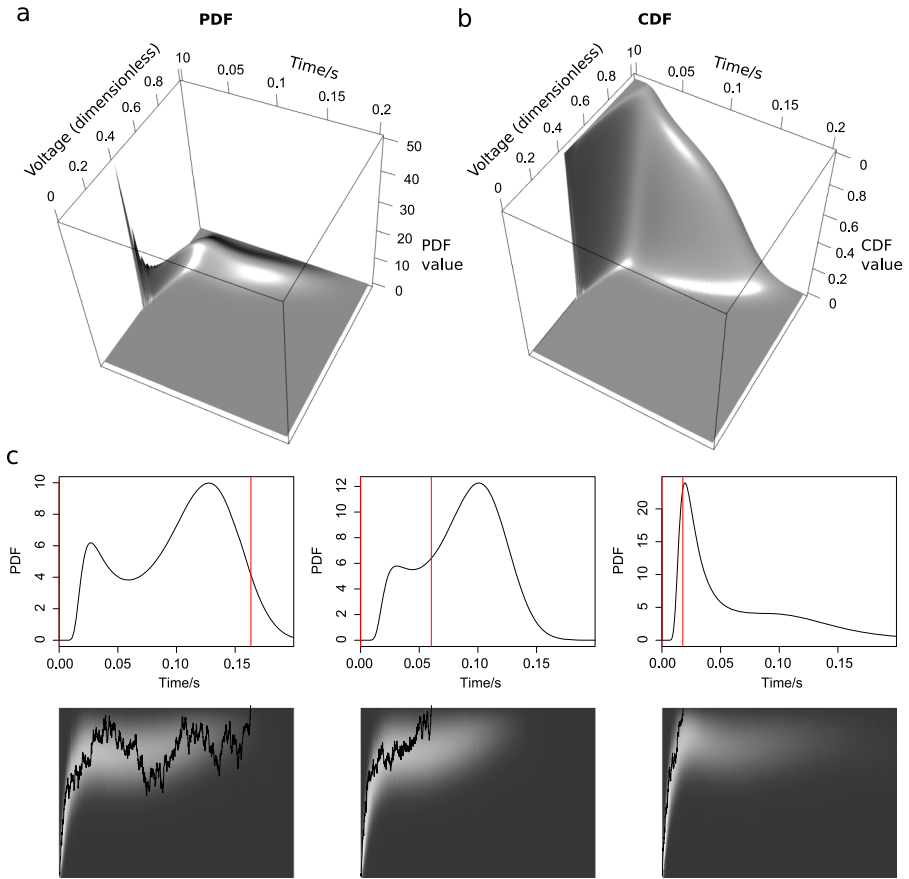 a
PDF
b
CDF
Voltage (dimensionless)
Time/s
0 0.2 0.4 0.6 0.8 1
0 0.05 0.1 0.15 0.2
50
40
30
20
10
0
PDF
value
Voltage (dimensionless)
Time/s
0 0.2 0.4 0.6 0.8 1
0 0.05 0.1 0.15 0.2
0
0.8
0.6
0.4
0.2
0
CDF
value
c
PDF
0 2 4 6 8 10
0.00 0.05 0.10 0.15
Time/s
PDF
0 2 4 6 8 10 12
0.00 0.05 0.10 0.15
Time/s
PDF
0 5 10 15 20
0.00 0.05 0.10 0.15
Time/s